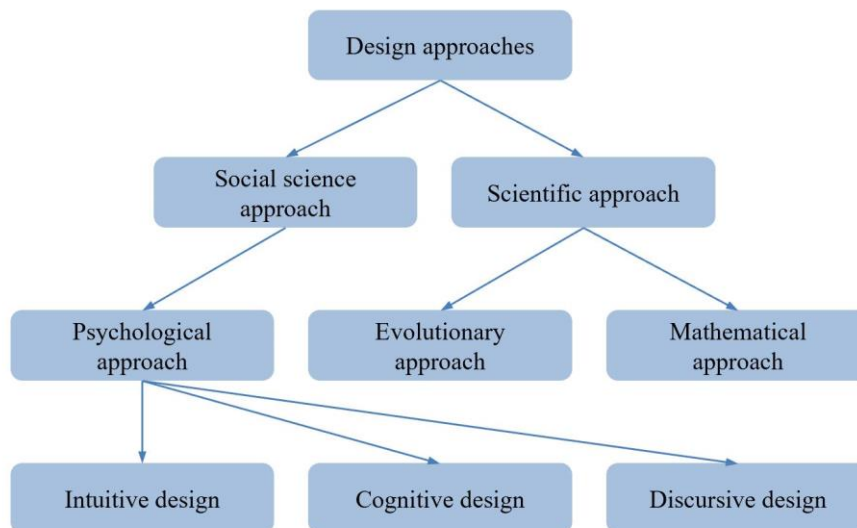 Design approaches
Social science
approach
Scientific approach
Psychological
approach
Evolutionary
approach
Mathematical
approach
Intuitive design
Cognitive design
Discursive design